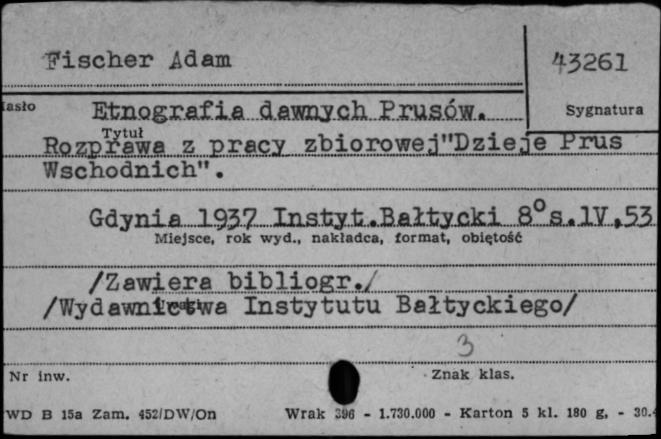 Fischer Adam
43261
Hasło
Etnografia dawnych Prusów.
Sygnatura
Tytuł
Rozprawa z pracy zbiorowej"Dzieje Prus
Wschodnich".
Gdynia 1937 Instyt.Bałtycki 8° s.1V,53
Miejsce, rok wyd., nakładca, format, objętość
/Zawiera bibliogr./
/Wydawnictwa Instytutu Bałtyckiego/
3
Nr inw.
Znak klas.
WD B 15a Zam. 452/DW/On Wrak 396 - 1.730.000 - Karton 5 kl. 180 g, - 30.4